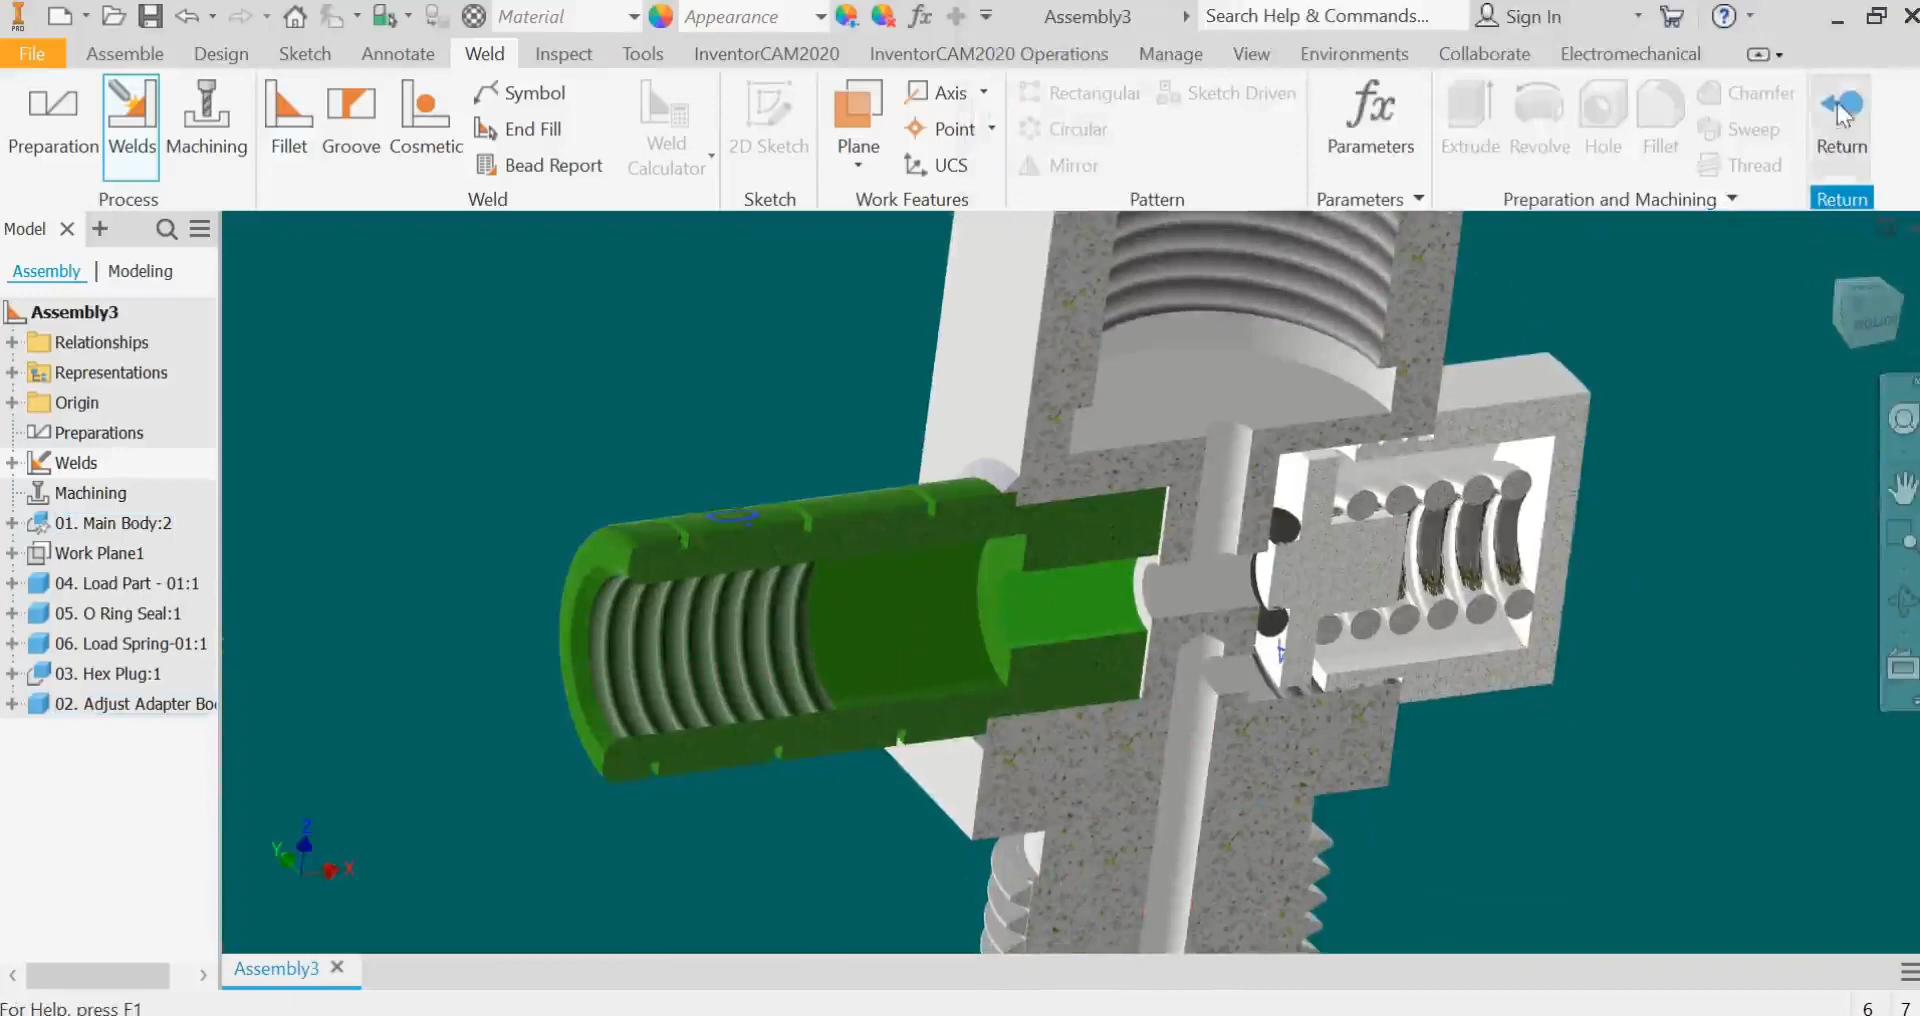 PRO
Material
Appearance
fx
Assembly3
Search Help & Commands...
Sign In
File
Assembly
Design
Sketch
Annotate
Weld
Inspect
Tools
InventorCAM2020
InventorCAM2020 Operations
Manage
View
Environments
Collaborate
Electromechanical
Preparation
Welds
Machining
Process
Fillet
Groove
Cosmetic
Symbol
End Fill
Bead Report
Weld
Calculator
Weld
2D Sketch
Sketch
Plane
Axis
Point
UCS
Work Features
Rectangular
Sketch Driven
Circular
Mirror
Pattern
fx
Parameters
Parameters
Extrude
Revolve
Hole
Fillet
Chamfer
Sweep
Thread
Preparation and Machining
Return
Return
Model
Assembly
Modeling
Assembly3
Relationships
Representations
Origin
Preparations
Welds
Machining
01. Main Body:2
Work Plane1
04. Load Part - 01:1
05. O Ring Seal:1
06. Load Spring-01:1
03. Hex Plug:1
02. Adjust Adapter Bo
Z
Y
X
Assembly3
For Help, press F1
6
7